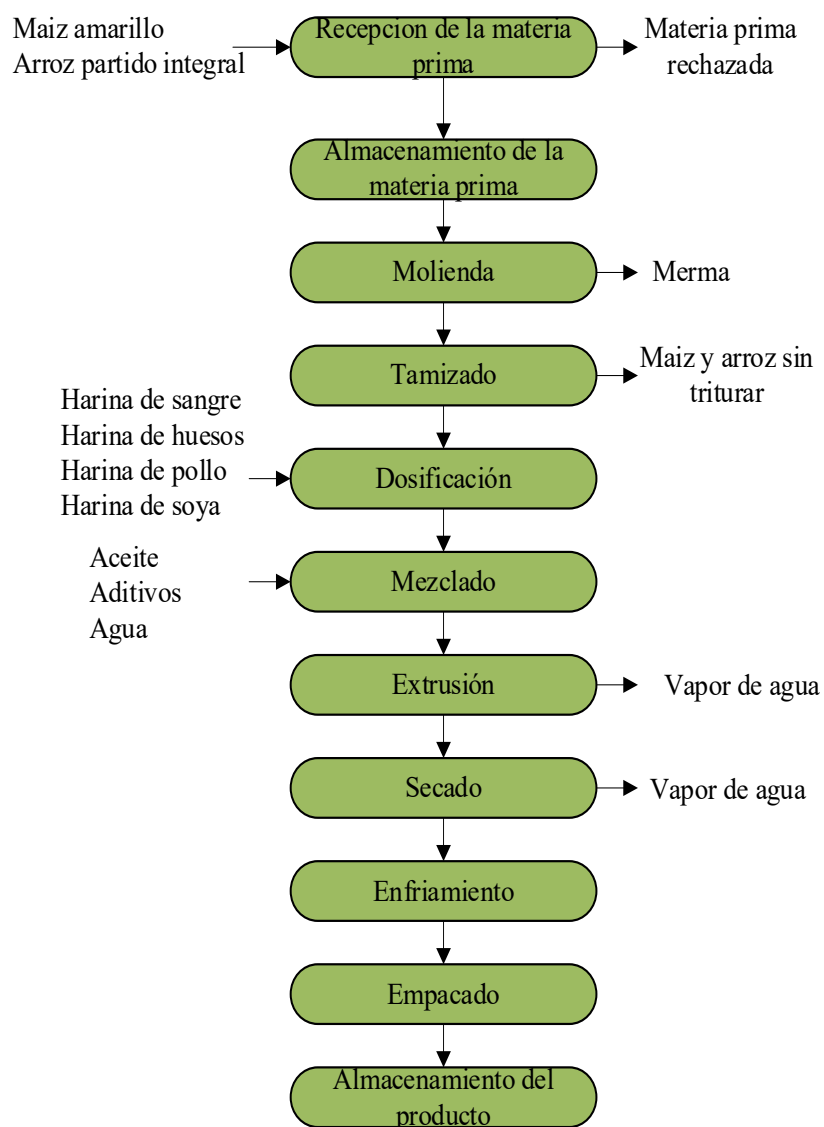 Maiz amarillo
Arroz partido integral
Recepcion de la materia
prima
Materia prima
rechazada
Almacenamiento de la
materia prima
Molienda
Merma
Tamizado
Maiz y arroz sin
triturar
Harina de sangre
Harina de huesos
Harina de pollo
Harina de soya
Dosificación
Aceite
Aditivos
Agua
Mezclado
Extrusión
Vapor de agua
Secado
Vapor de agua
Enfriamiento
Empacado
Almacenamiento del
producto